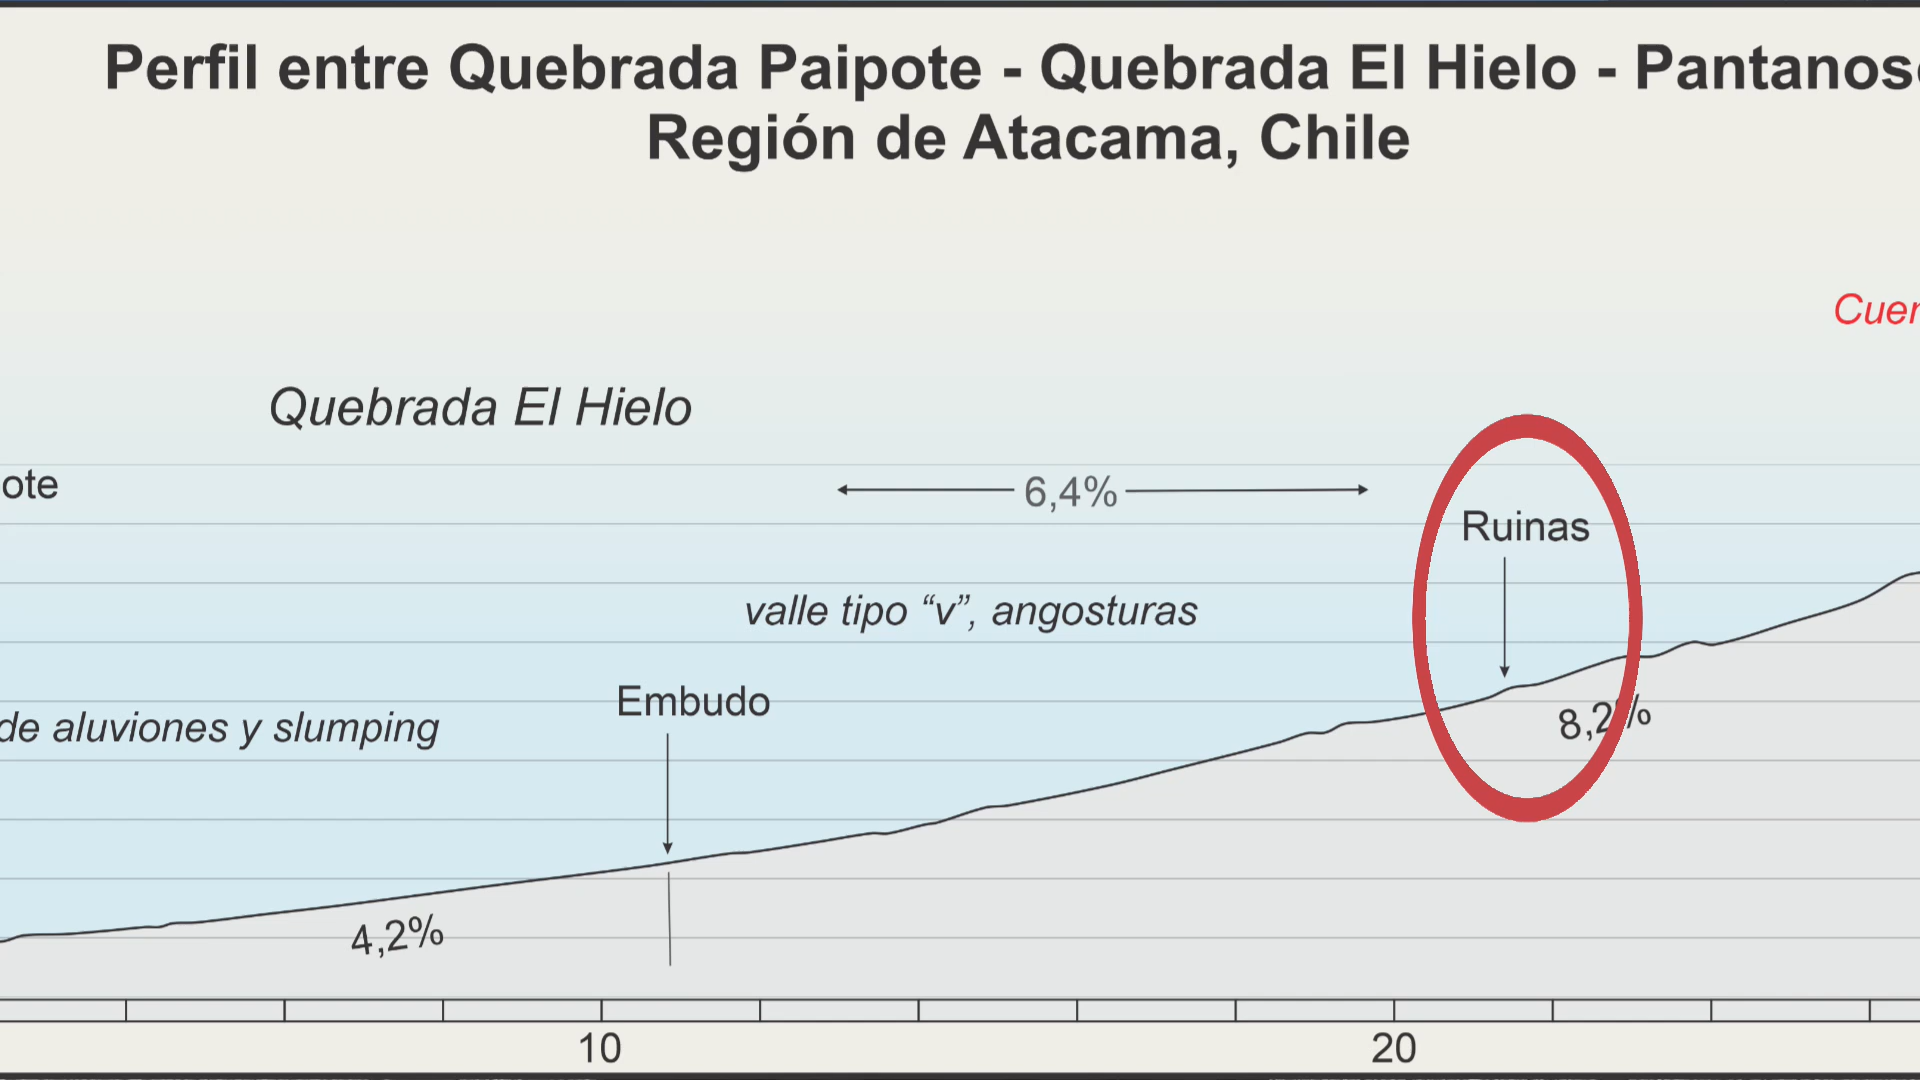 Perfil entre Quebrada Paipote - Quebrada El Hielo - Pantanos
Región de Atacama, Chile
Cuen
Quebrada El Hielo
ote
6,4%
Ruinas
valle tipo “v”, angosturas
Embudo
de aluviones y slumping
8,2%
4,2%
10
20